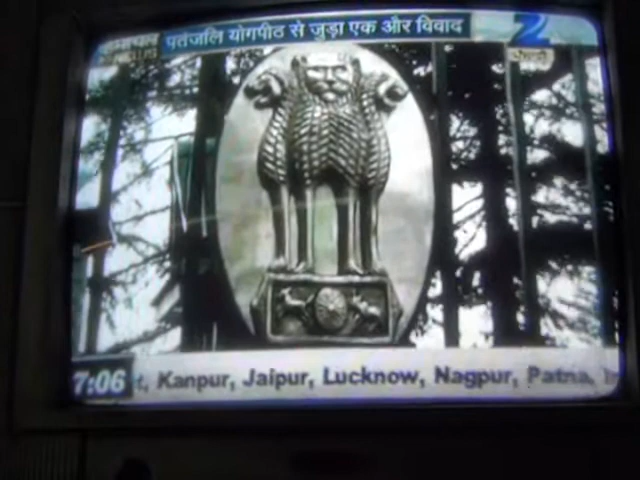 पतंजलि योगपीठ से जुड़ा एक और विवाद
7:06 t, Kanpur, Jaipur, Lucknow, Nagpur, Patna,